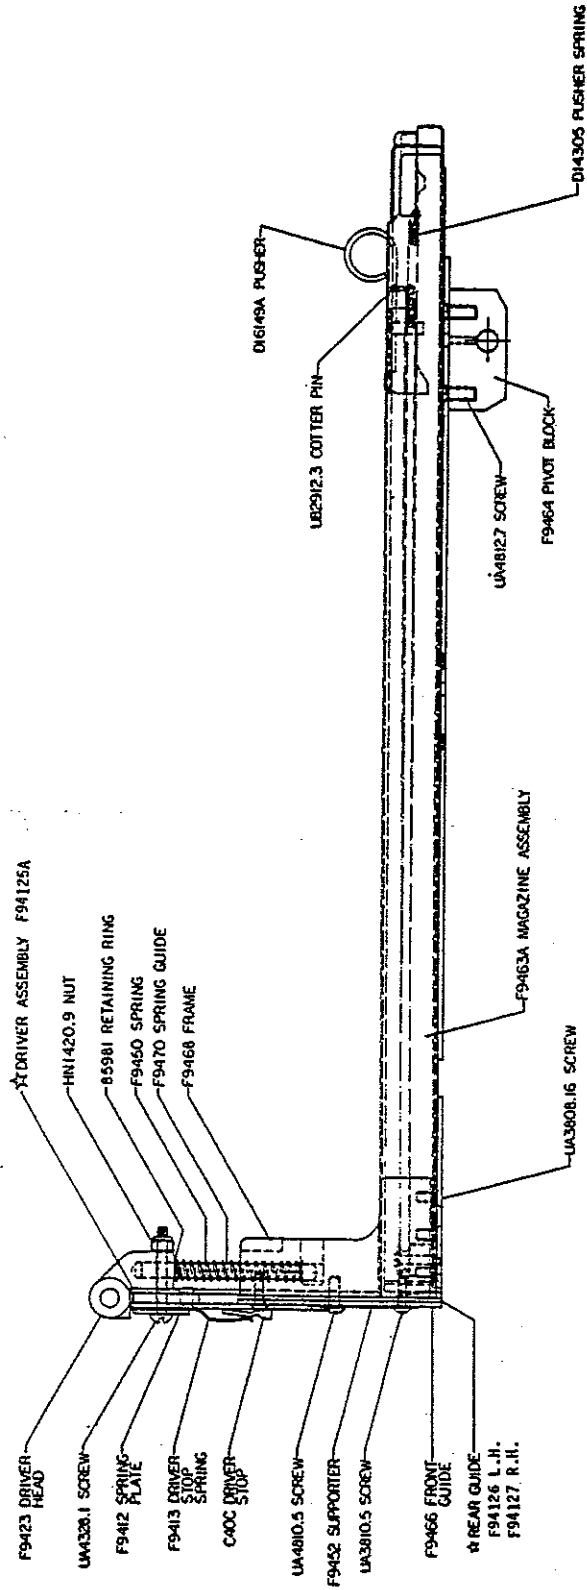 F9423 DRIVER
HEAD
UA4328.1 SCREW
F9412 SPRING
PLATE
F9413 DRIVER
STOP
SPRING
C40C DRIVER
STOP
UA4810.5 SCREW
F9452 SUPPORTER
UA3810.5 SCREW
F9466 FRONT
GUIDE
☆ REAR GUIDE
F94126 L.H.
F94127 R.H.
☆DRIVER ASSEMBLY F94125A
HN1420.9 NUT
85981 RETAINING RING
F9450 SPRING
F9470 SPRING GUIDE
F9468 FRAME
UA3808.16 SCREW
F9463A MAGAZINE ASSEMBLY
D16149A PUSHER
UB2912.3 COTTER PIN
UA4812.7 SCREW
F9464 PIVOT BLOCK
D14305 PUSHER SPRING